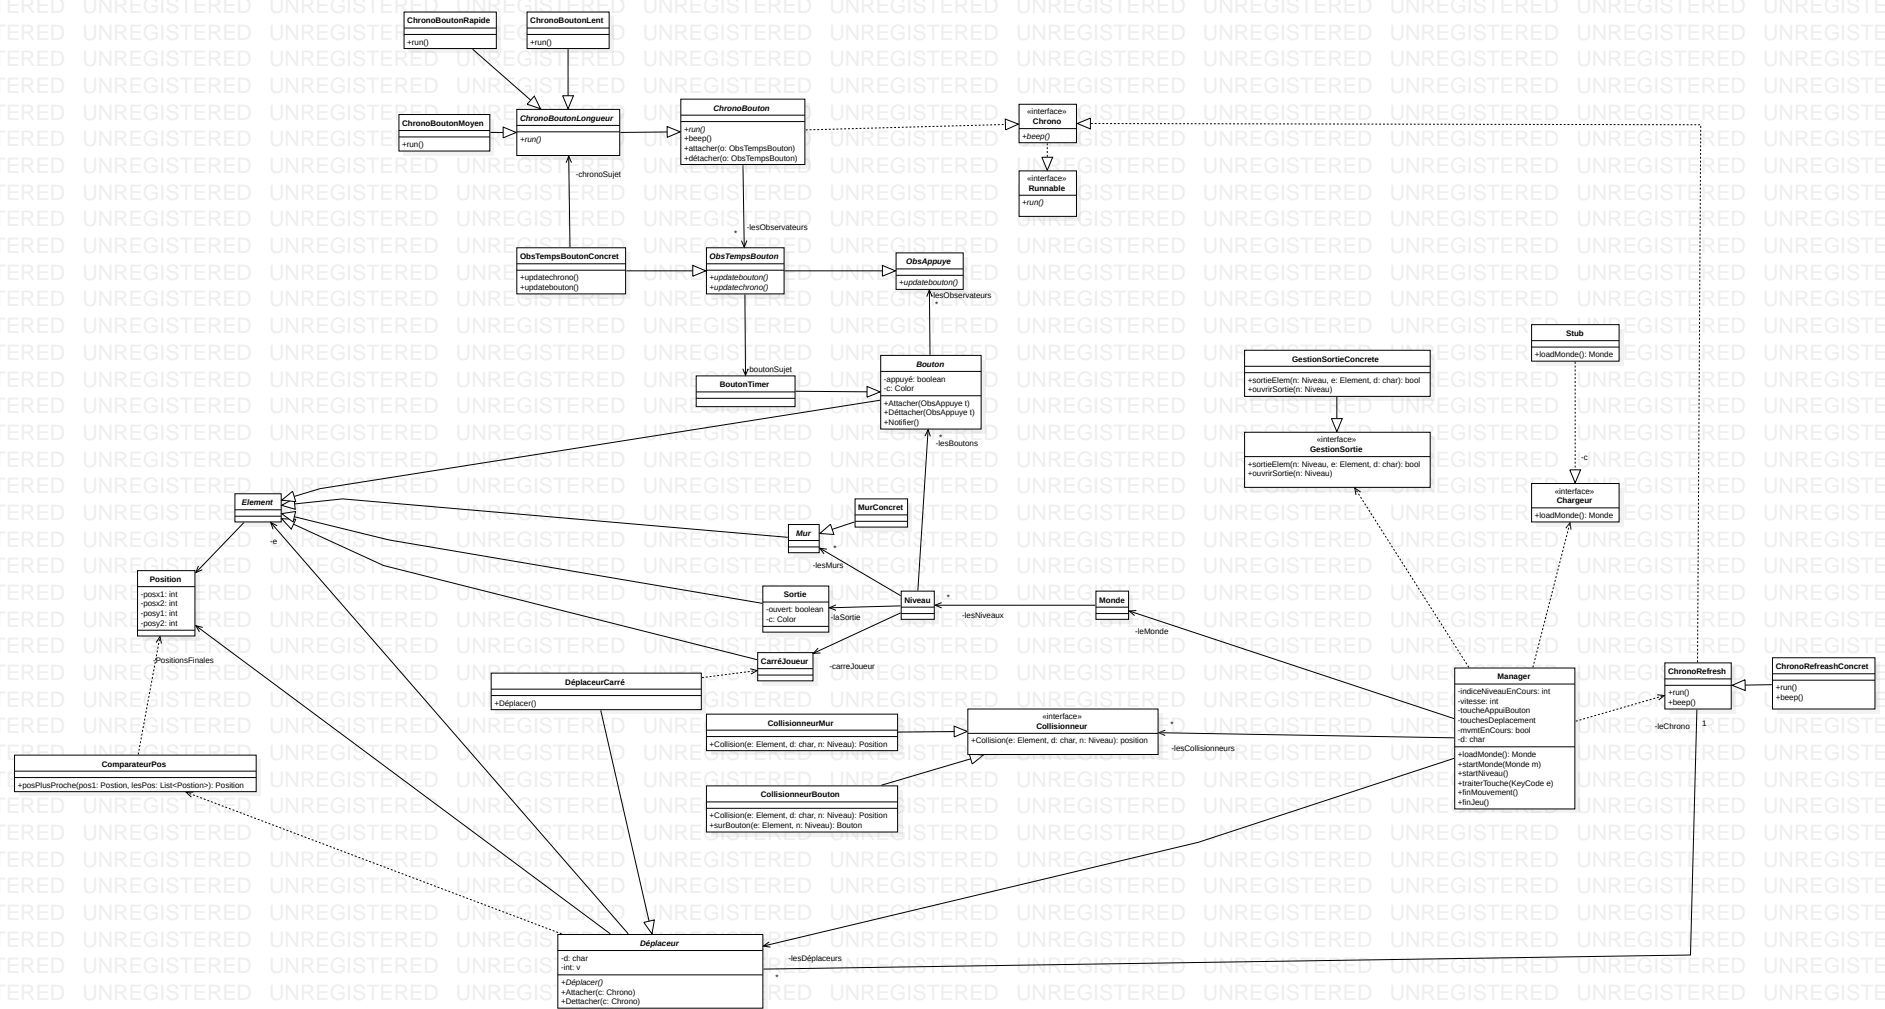 ChronoBoutonRapide
+run()
ChronoBoutonLent
+run()
ChronoBoutonMoyen
+run()
ChronoBoutonLongueur
+run()
ChronoBouton
+run()
+beep()
+attacher(o: ObsTempsBouton)
+détacher(o: ObsTempsBouton)
«interface»
Chrono
+beep()
«interface»
Runnable
+run()
-chronoSujet
-lesObservateurs
*
ObsTempsBoutonConcret
+updatechrono()
+updatebouton()
ObsTempsBouton
+updatebouton()
+updatechrono()
ObsAppuye
+updatebouton()
-lesObservateurs
*
Stub
+loadMonde(): Monde
GestionSortieConcrete
+sortieElem(n: Niveau, e: Element, d: char): bool
+ouvrirSortie(n: Niveau)
BoutonTimer
-boutonSujet
Bouton
-appuyé: boolean
-c: Color
+Attacher(ObsAppuye t)
+Déttacher(ObsAppuye t)
+Notifier()
*
-lesBoutons
«interface»
GestionSortie
+sortieElem(n: Niveau, e: Element, d: char): bool
+ouvrirSortie(n: Niveau)
-c
«interface»
Chargeur
+loadMonde(): Monde
Element
-e
MurConcret
Mur
*
-lesMurs
Position
-posx1: int
-posx2: int
-posy1: int
-posy2: int
-PositionsFinales
Sortie
-ouvert: boolean
-c: Color
-laSortie
Niveau
*
-lesNiveaux
Monde
-leMonde
CarréJoueur
-carreJoueur
DéplaceurCarré
+Déplacer()
Manager
-indiceNiveauEnCours: int
-vitesse: int
-toucheAppuiBouton
-touchesDeplacement
-mvmtEnCours: bool
-d: char
+loadMonde(): Monde
+startMonde(Monde m)
+startNiveau()
+traiterTouche(KeyCode e)
+finMouvement()
+finJeu()
ChronoRefresh
+run()
+beep()
ChronoRefreashConcret
+run()
+beep()
-leChrono
1
CollisionneurMur
+Collision(e: Element, d: char, n: Niveau): Position
«interface»
Collisionneur
+Collision(e: Element, d: char, n: Niveau): position
*
-lesCollisionneurs
ComparateurPos
+posPlusProche(pos1: Postion, lesPos: List<Postion>): Position
CollisionneurBouton
+Collision(e: Element, d: char, n: Niveau): Position
+surBouton(e: Element, n: Niveau): Bouton
Déplaceur
-d: char
-int: v
+Déplacer()
+Attacher(c: Chrono)
+Dettacher(c: Chrono)
-lesDéplaceurs
*
UNREGISTERED